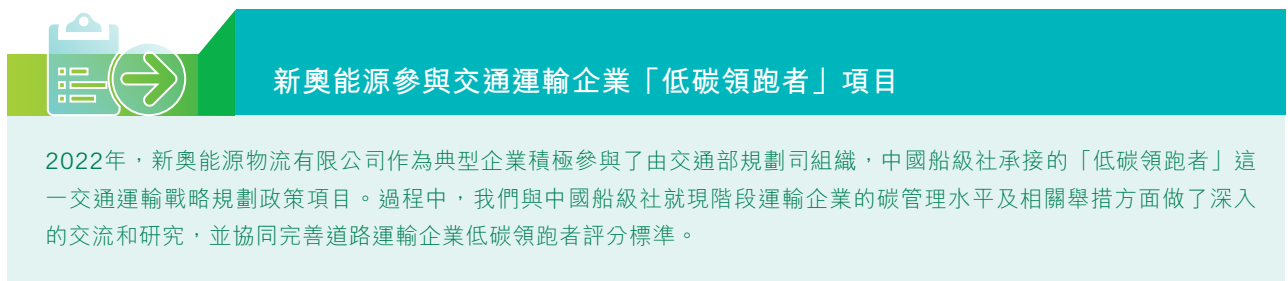 新奧能源參與交通運輸企業「低碳領跑者」項目
2022年，新奧能源物流有限公司作為典型企業積極參與了由交通部規劃司組織，中國船級社承接的「低碳領跑者」這
一交通運輸戰略規劃政策項目。過程中，我們與中國船級社就現階段運輸企業的碳管理水平及相關舉措方面做了深入
的交流和研究，並協同完善道路運輸企業低碳領跑者評分標準。